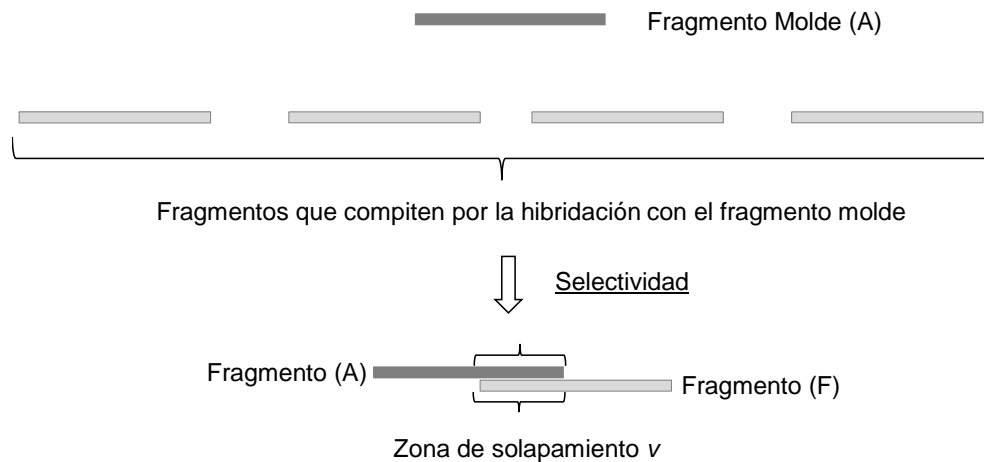 Fragmento Molde (A)
Fragmentos que compiten por la hibridación con el fragmento molde
Selectividad
Fragmento (A)
Fragmento (F)
Zona de solapamiento v